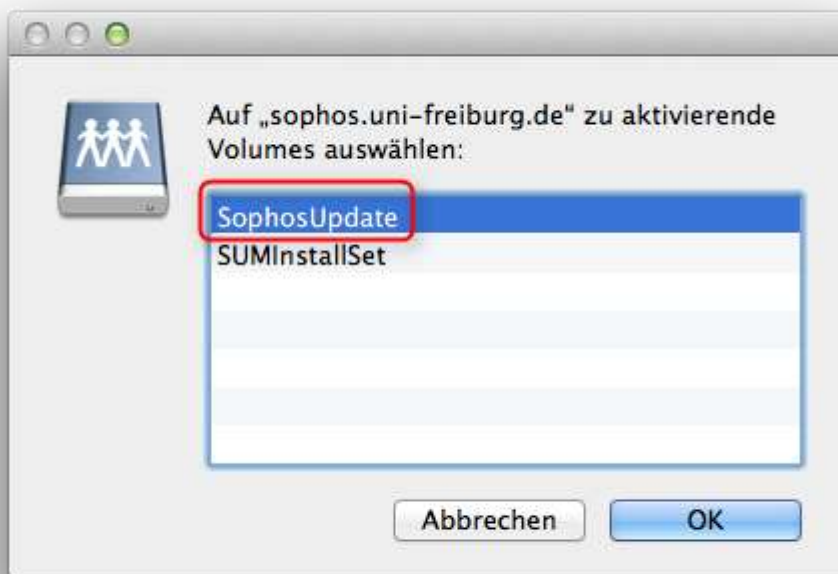 Auf „sophos.uni-freiburg.de“ zu aktivierende
Volumes auswählen:
SophosUpdate
SUMInstallSet
Abbrechen
OK